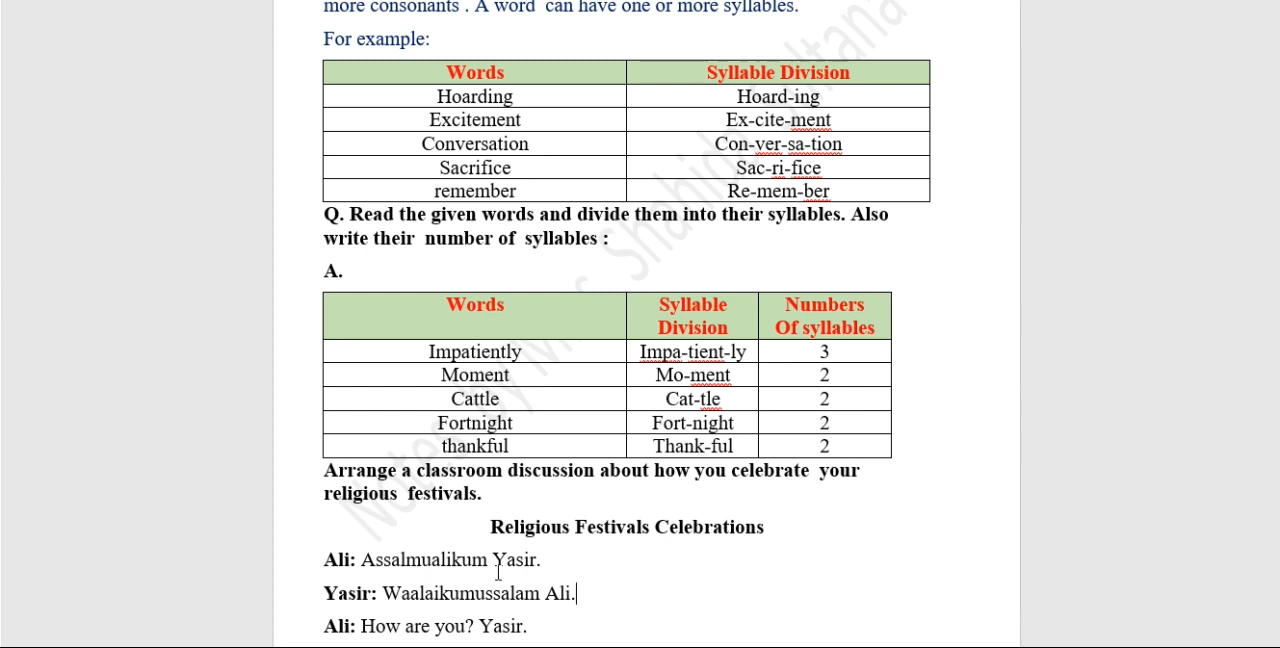 more consonants . A word can have one or more syllables.
For example:
Words Syllable Division
Hoarding Hoard-ing
Excitement Ex-cite-ment
Conversation Con-ver-sa-tion
Sacrifice Sac-ri-fice
remember Re-mem-ber
Q. Read the given words and divide them into their syllables. Also
write their number of syllables :
A.
Words Syllable Division Numbers Of syllables
Impatiently Impa-tient-ly 3
Moment Mo-ment 2
Cattle Cat-tle 2
Fortnight Fort-night 2
thankful Thank-ful 2
Arrange a classroom discussion about how you celebrate your
religious festivals.
Religious Festivals Celebrations
Ali: Assalmualikum Yasir.
Yasir: Waalaikumussalam Ali.
Ali: How are you? Yasir.